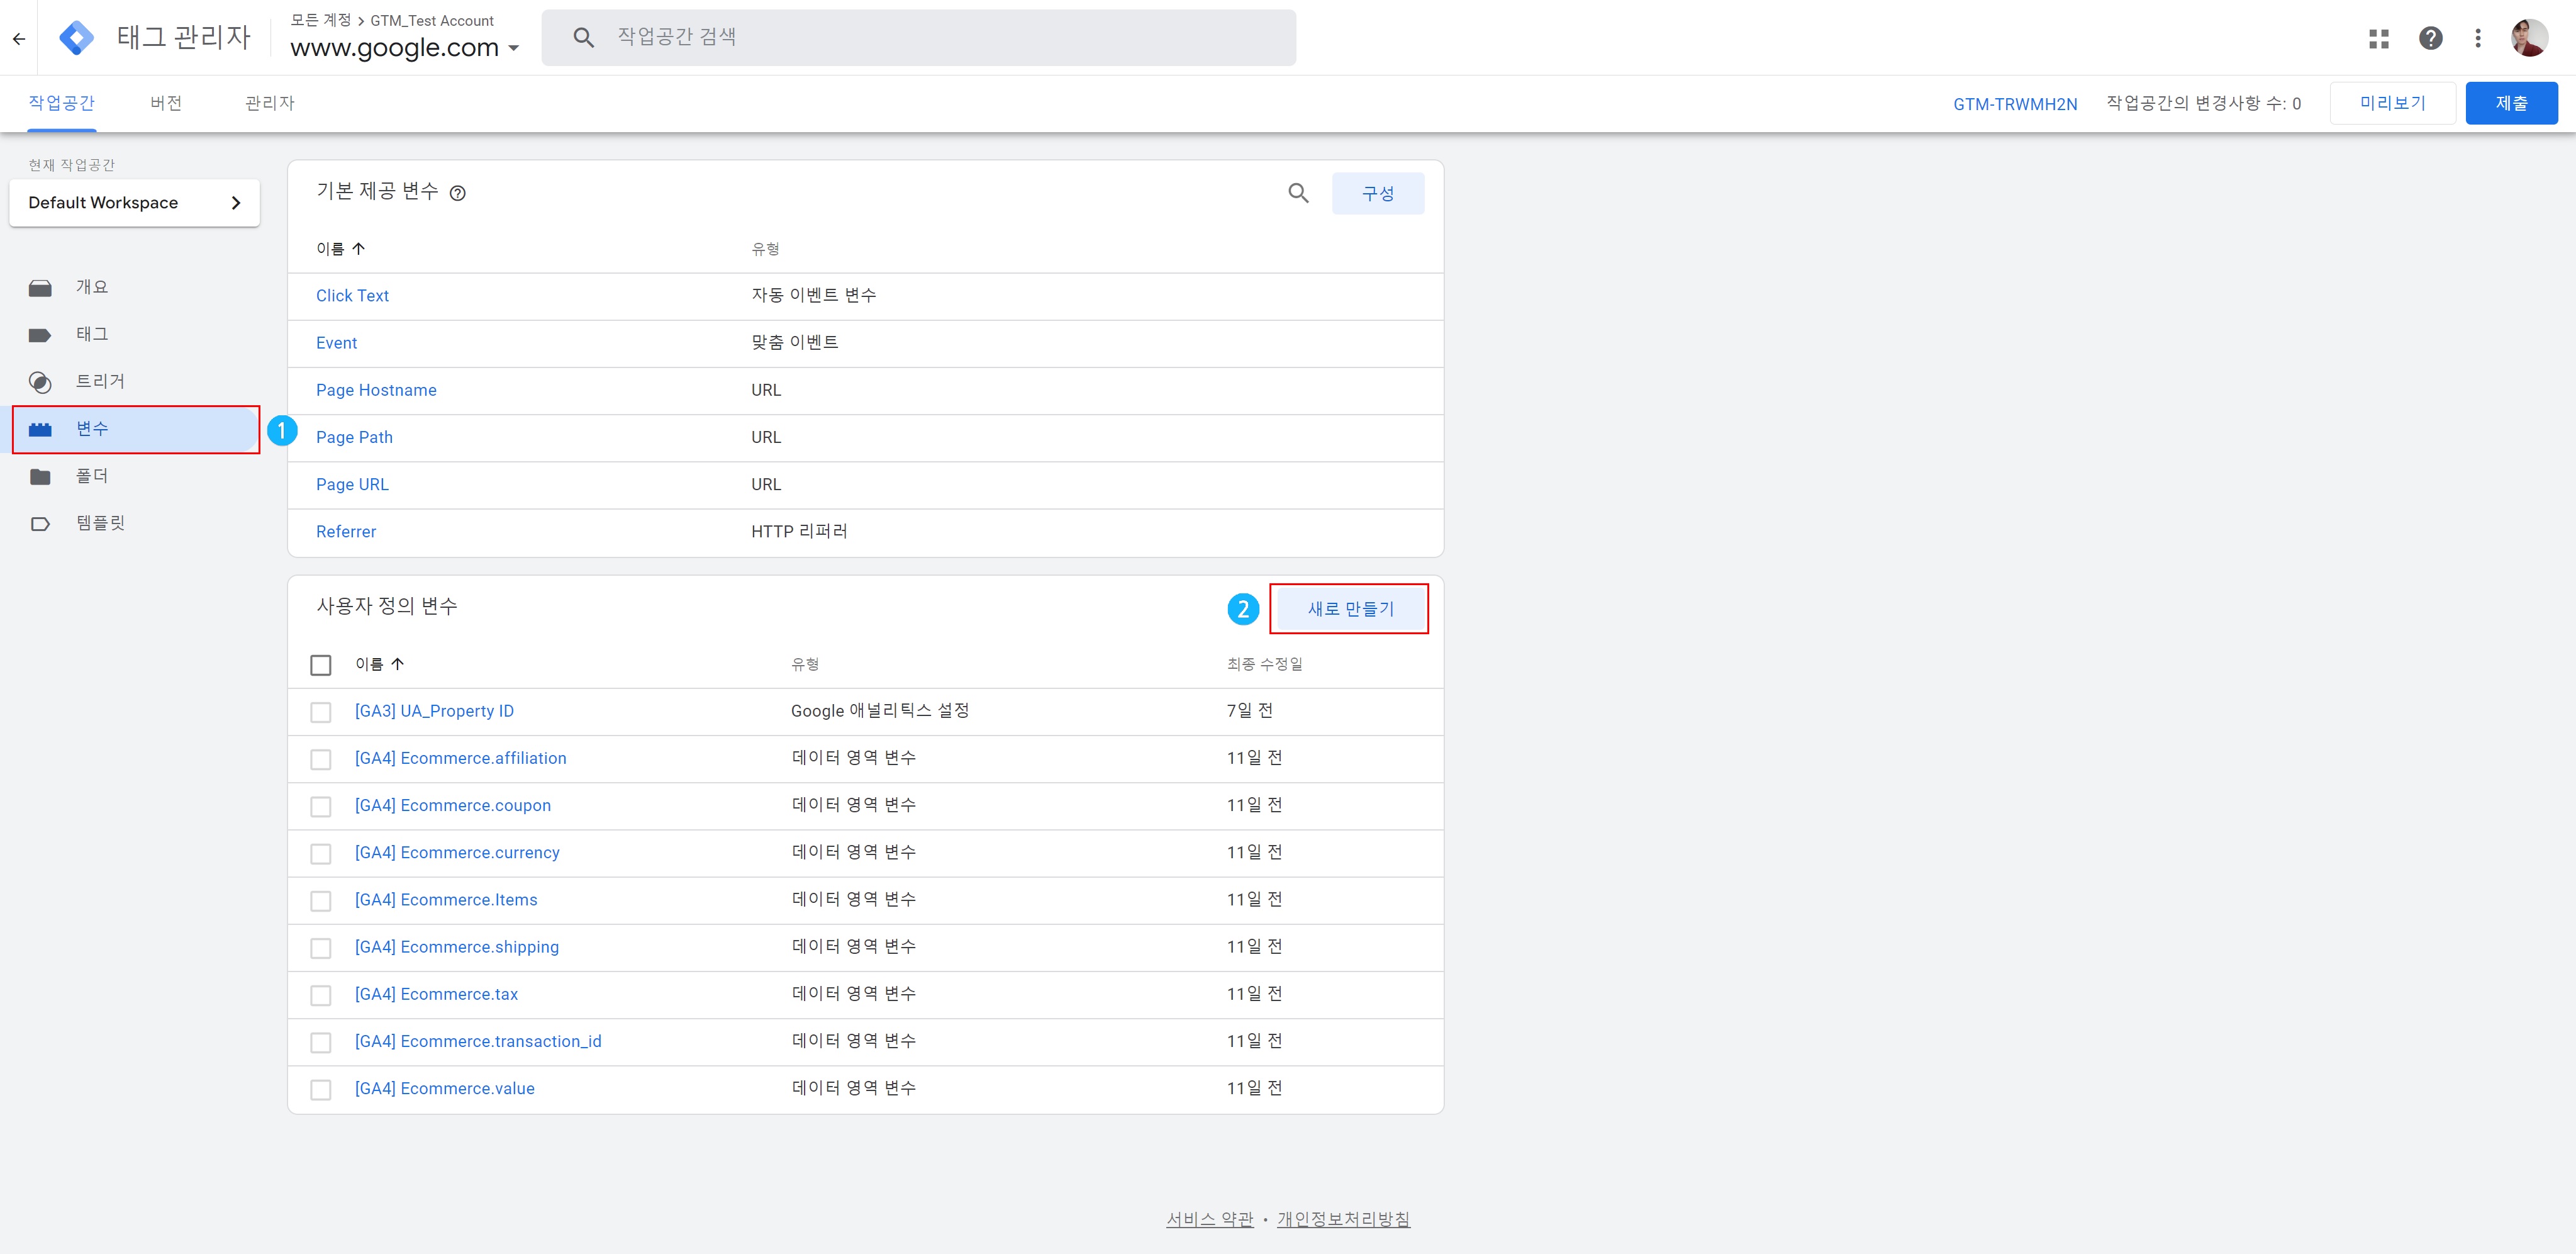 태그 관리자
모든 계정 > GTM_Test Account
www.google.com
작업공간 검색
작업공간
버전
관리자
GTM-TRWMH2N
작업공간의 변경사항 수: 0
미리보기
제출
현재 작업공간
Default Workspace
개요
태그
트리거
변수
폴더
템플릿
1
기본 제공 변수
구성
이름 유형
Click Text 자동 이벤트 변수
Event 맞춤 이벤트
Page Hostname URL
Page Path URL
Page URL URL
Referrer HTTP 리퍼러
사용자 정의 변수
2
새로 만들기
이름 유형 최종 수정일
[GA3] UA_Property ID Google 애널리틱스 설정 7일 전
[GA4] Ecommerce.affiliation 데이터 영역 변수 11일 전
[GA4] Ecommerce.coupon 데이터 영역 변수 11일 전
[GA4] Ecommerce.currency 데이터 영역 변수 11일 전
[GA4] Ecommerce.Items 데이터 영역 변수 11일 전
[GA4] Ecommerce.shipping 데이터 영역 변수 11일 전
[GA4] Ecommerce.tax 데이터 영역 변수 11일 전
[GA4] Ecommerce.transaction_id 데이터 영역 변수 11일 전
[GA4] Ecommerce.value 데이터 영역 변수 11일 전
서비스 약관 • 개인정보처리방침